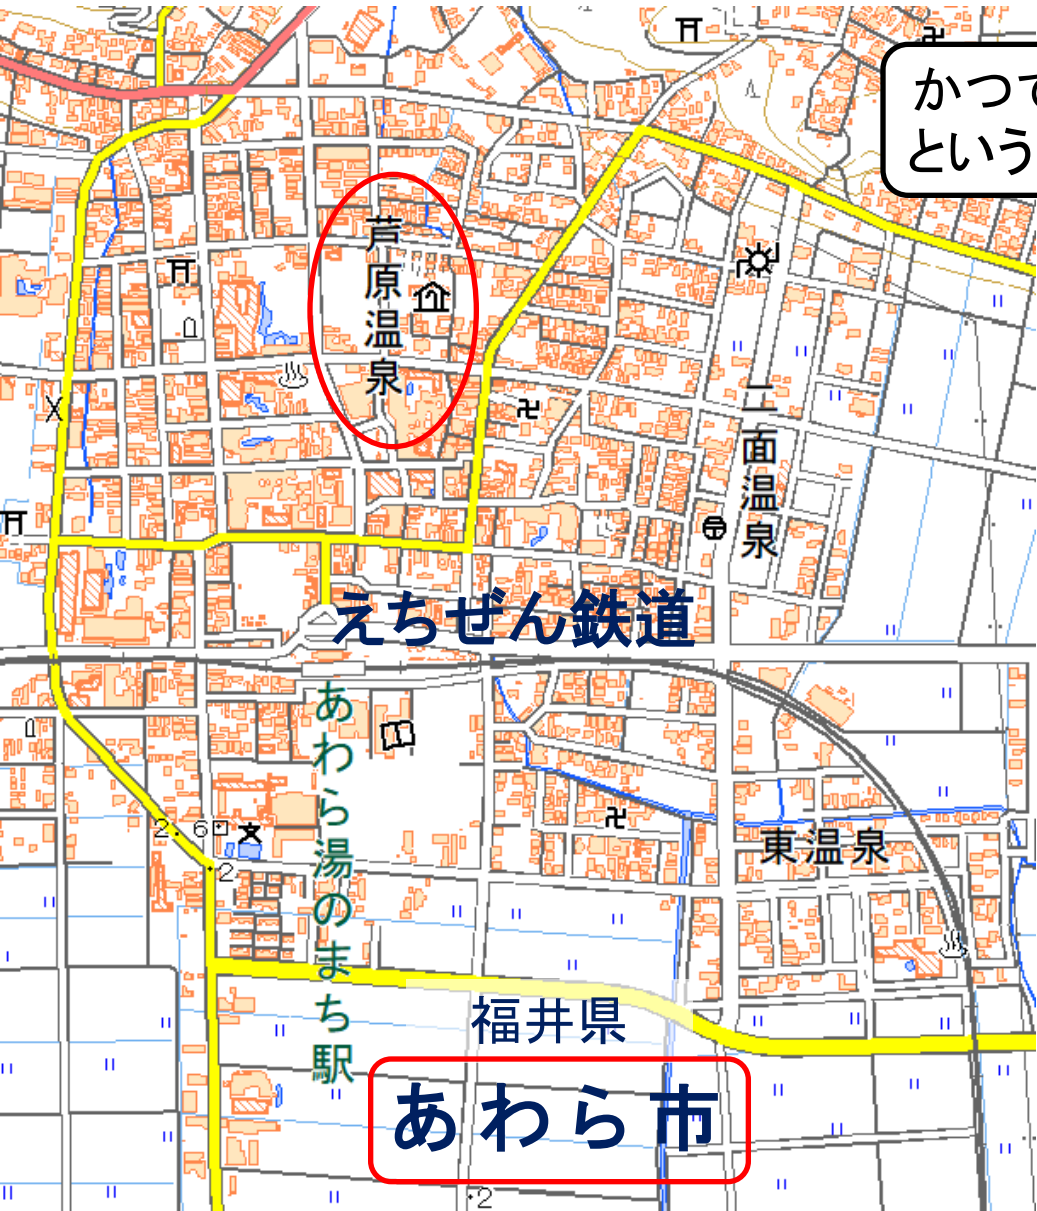 かつて
という
芦原温泉
二面温泉
えちぜん鉄道
あわら湯のまち駅
2. 6
・2
東温泉
福井県
あわら市
・2